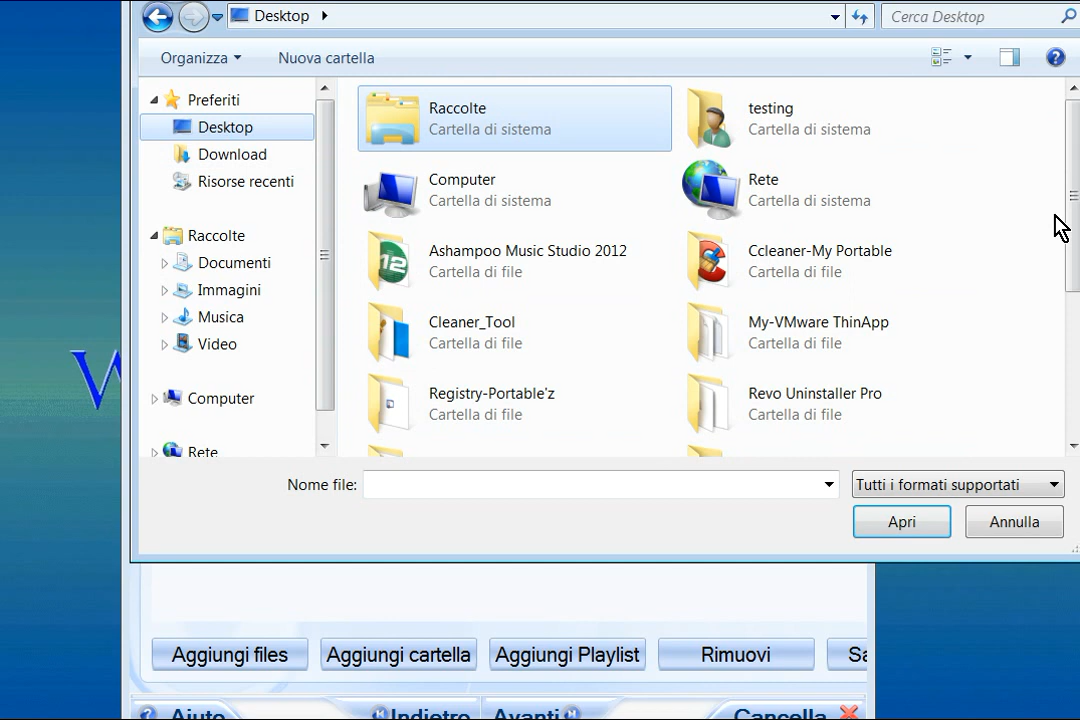 Desktop
Cerca Desktop
Organizza
Nuova cartella
Preferiti
Desktop
Download
Risorse recenti
Raccolte
Documenti
Immagini
Musica
Video
Computer
Rete
Raccolte
Cartella di sistema
testing
Cartella di sistema
Computer
Cartella di sistema
Rete
Cartella di sistema
Ashampoo Music Studio 2012
Cartella di file
Ccleaner-My Portable
Cartella di file
Cleaner_Tool
Cartella di file
My-VMware ThinApp
Cartella di file
Registry-Portable'z
Cartella di file
Revo Uninstaller Pro
Cartella di file
Nome file:
Tutti i formati supportati
Apri Annulla
Aggiungi files Aggiungi cartella Aggiungi Playlist Rimuovi
Aiuto Indietro Avanti Cancella